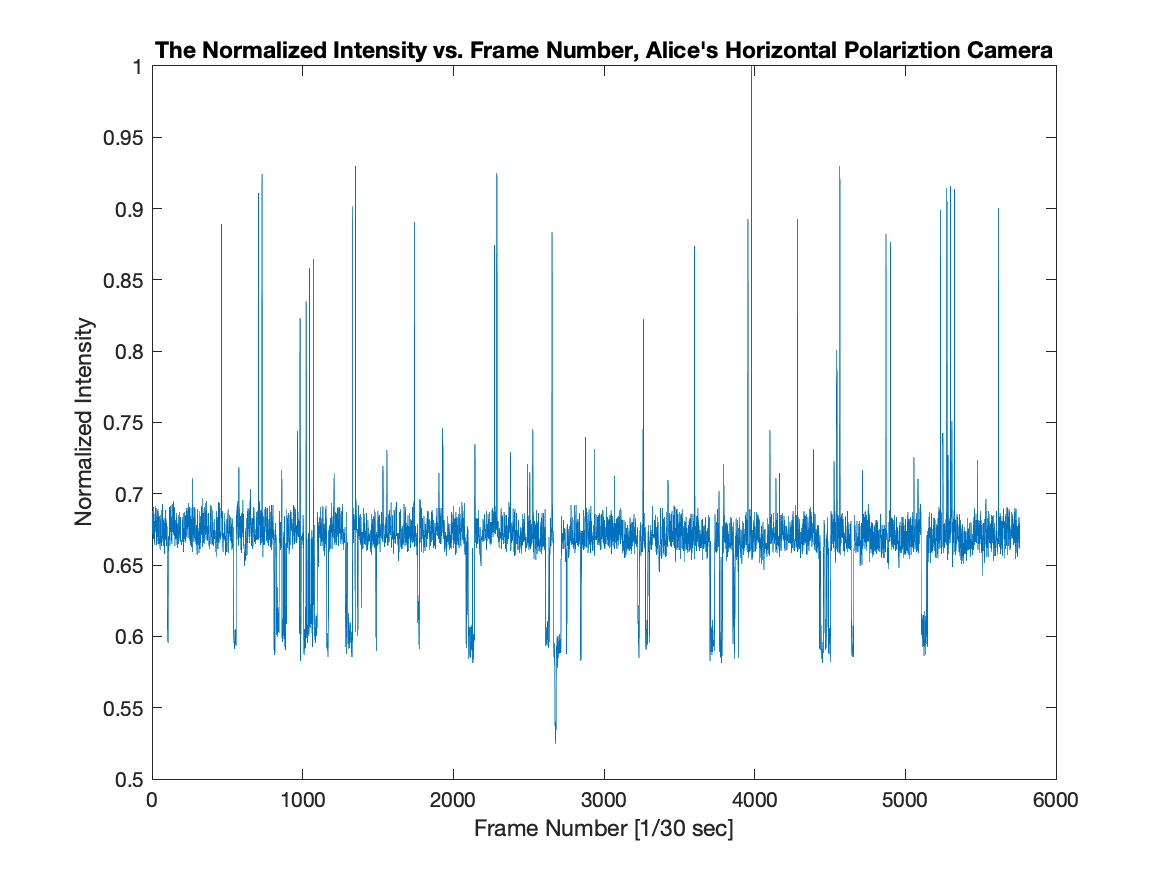 The Normalized Intensity vs. Frame Number, Alice's Horizontal Polariztion Camera
1
0.95
0.9
0.85
0.8
0.75
0.7
0.65
0.6
0.55
0.5
Normalized Intensity
0 1000 2000 3000 4000 5000 6000
Frame Number [1/30 sec]